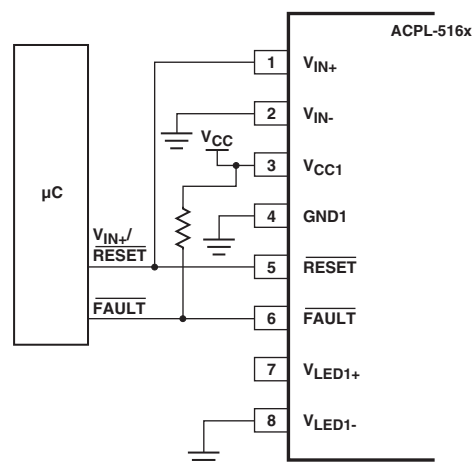 ACPL-516x
1 VIN+
2 VIN-
VCC
3 VCC1
µC
4 GND1
VIN+/
RESET
5 RESET
FAULT
6 FAULT
7 VLED1+
8 VLED1-